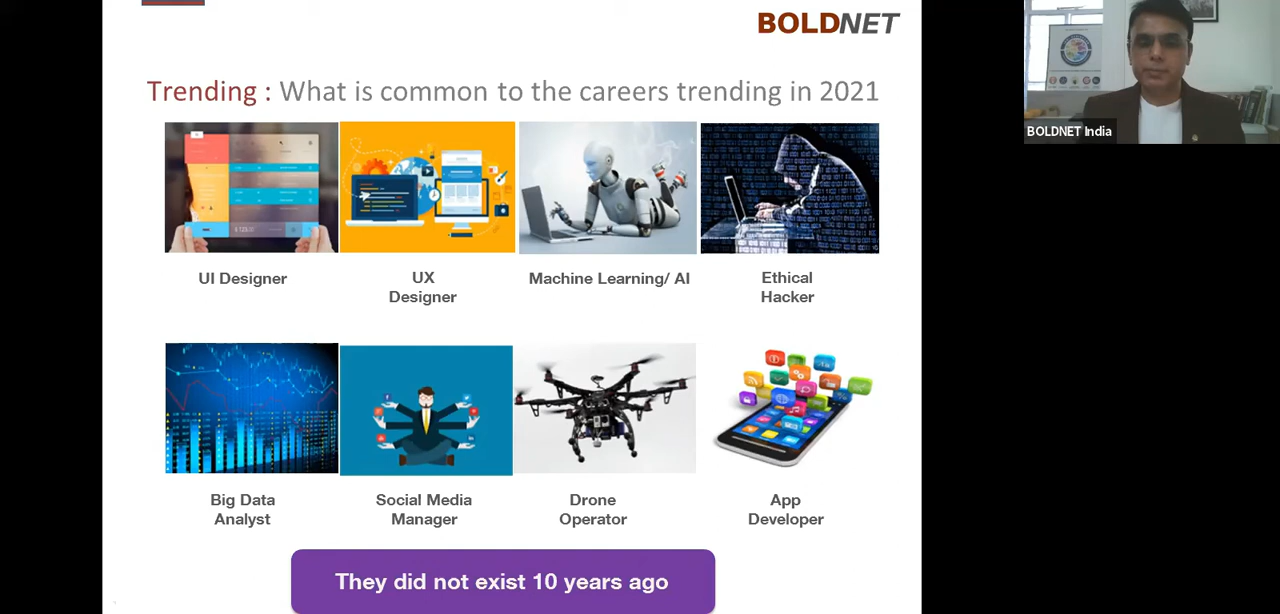 BOLDNET
Trending : What is common to the careers trending in 2021
BOLDNET India
UI Designer
UX
Designer
Machine Learning/ AI
Ethical
Hacker
Big Data
Analyst
Social Media
Manager
Drone
Operator
App
Developer
They did not exist 10 years ago